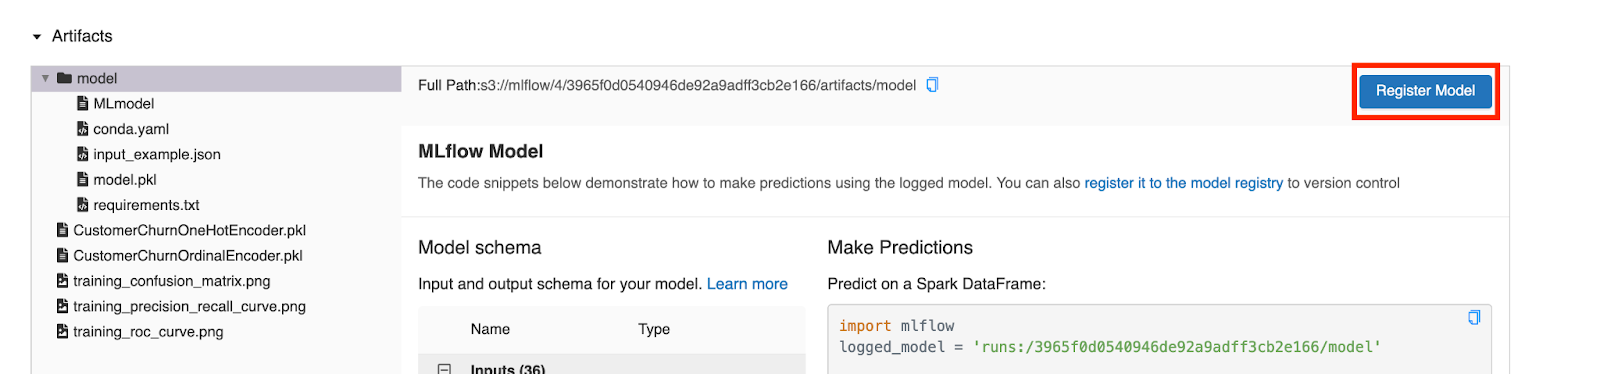 Artifacts
model
MLmodel
conda.yaml
input_example.json
model.pkl
requirements.txt
CustomerChurnOneHotEncoder.pkl
CustomerChurnOrdinalEncoder.pkl
training_confusion_matrix.png
training_precision_recall_curve.png
training_roc_curve.png
Full Path:s3://mlflow/4/3965f0d0540946de92a9adff3cb2e166/artifacts/model
Register Model
MLflow Model
The code snippets below demonstrate how to make predictions using the logged model. You can also register it to the model registry to version control
Model schema
Input and output schema for your model. Learn more
Name Type
Inputs (36)
Make Predictions
Predict on a Spark DataFrame:
import mlflow
logged_model = 'runs:/3965f0d0540946de92a9adff3cb2e166/model'